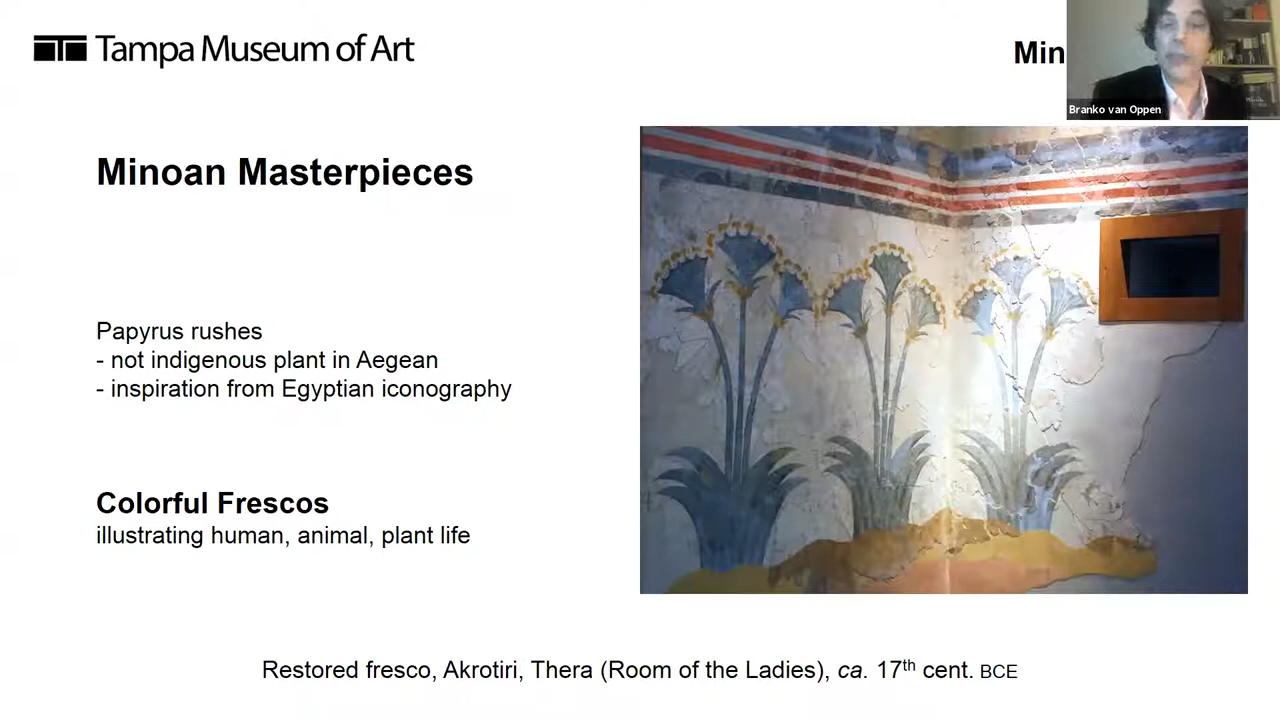 Tampa Museum of Art
Min
Branko van Oppen
Minoan Masterpieces
Papyrus rushes
- not indigenous plant in Aegean
- inspiration from Egyptian iconography
Colorful Frescos
illustrating human, animal, plant life
Restored fresco, Akrotiri, Thera (Room of the Ladies), ca. 17th cent. BCE